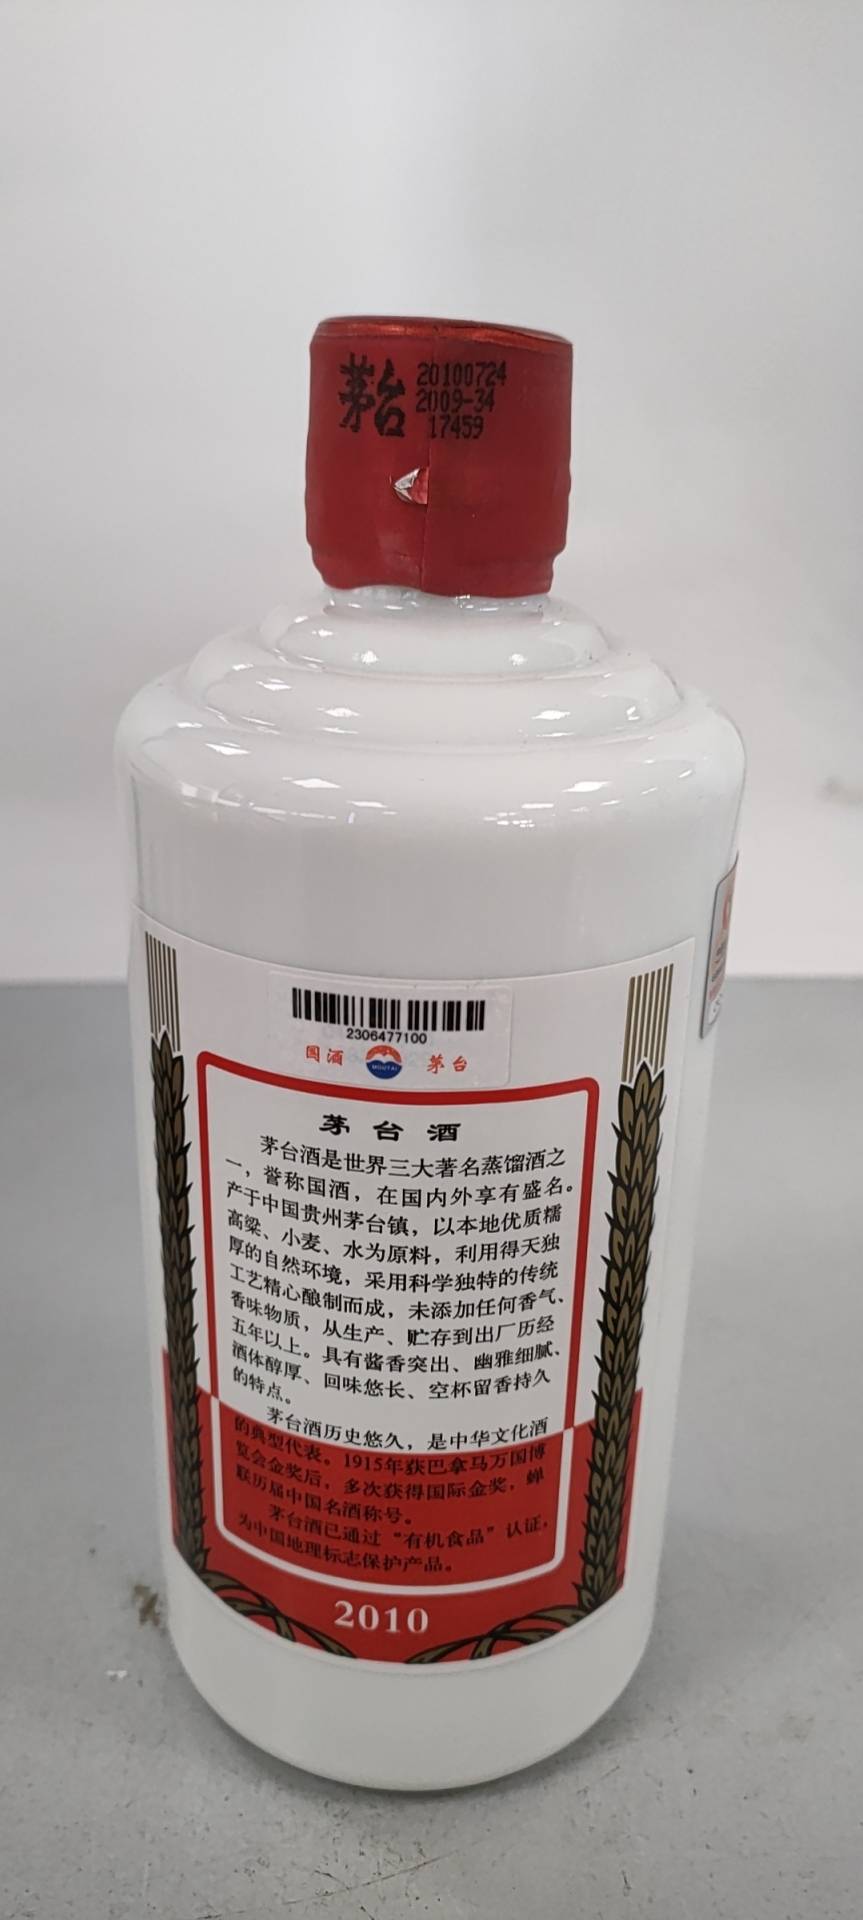 茅台
20100724
2009-34
17459
2306477100
国酒
MOUTAI
茅台
茅台酒
茅台酒是世界三大著名蒸馏酒之
一，誉称国酒，在国内外享有盛名。
产于中国贵州茅台镇，以本地优质糯
高粱、小麦、水为原料，利用得天独
厚的自然环境，采用科学独特的传统
工艺精心酿制而成，未添加任何香气、
香味物质，从生产、贮存到出厂历经
五年以上。具有酱香突出、幽雅细腻、
酒体醇厚、回味悠长、空杯留香持久
的特点。
茅台酒历史悠久，是中华文化酒
的典型代表。1915年获巴拿马万国博
览会金奖后，多次获得国际金奖，蝉
联历届中国名酒称号。
茅台酒已通过“有机食品”认证，
为中国地理标志保护产品。
2010